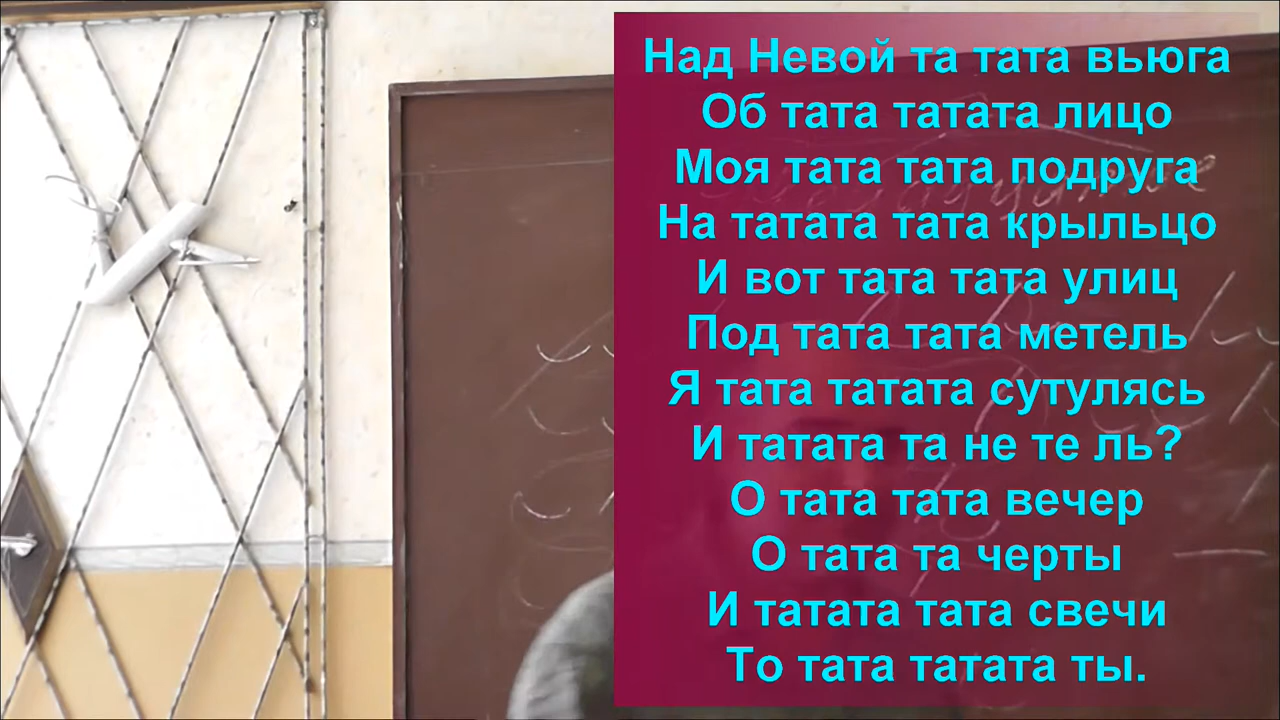 Над Невой та тата вьюга
Об тата татата лицо
Моя тата тата подруга
На татата тата крыльцо
И вот тата тата улиц
Под тата тата метель
Я тата татата сутулясь
И татата та не те ль?
О тата тата вечер
О тата та черты
И татата тата свечи
То тата татата ты.